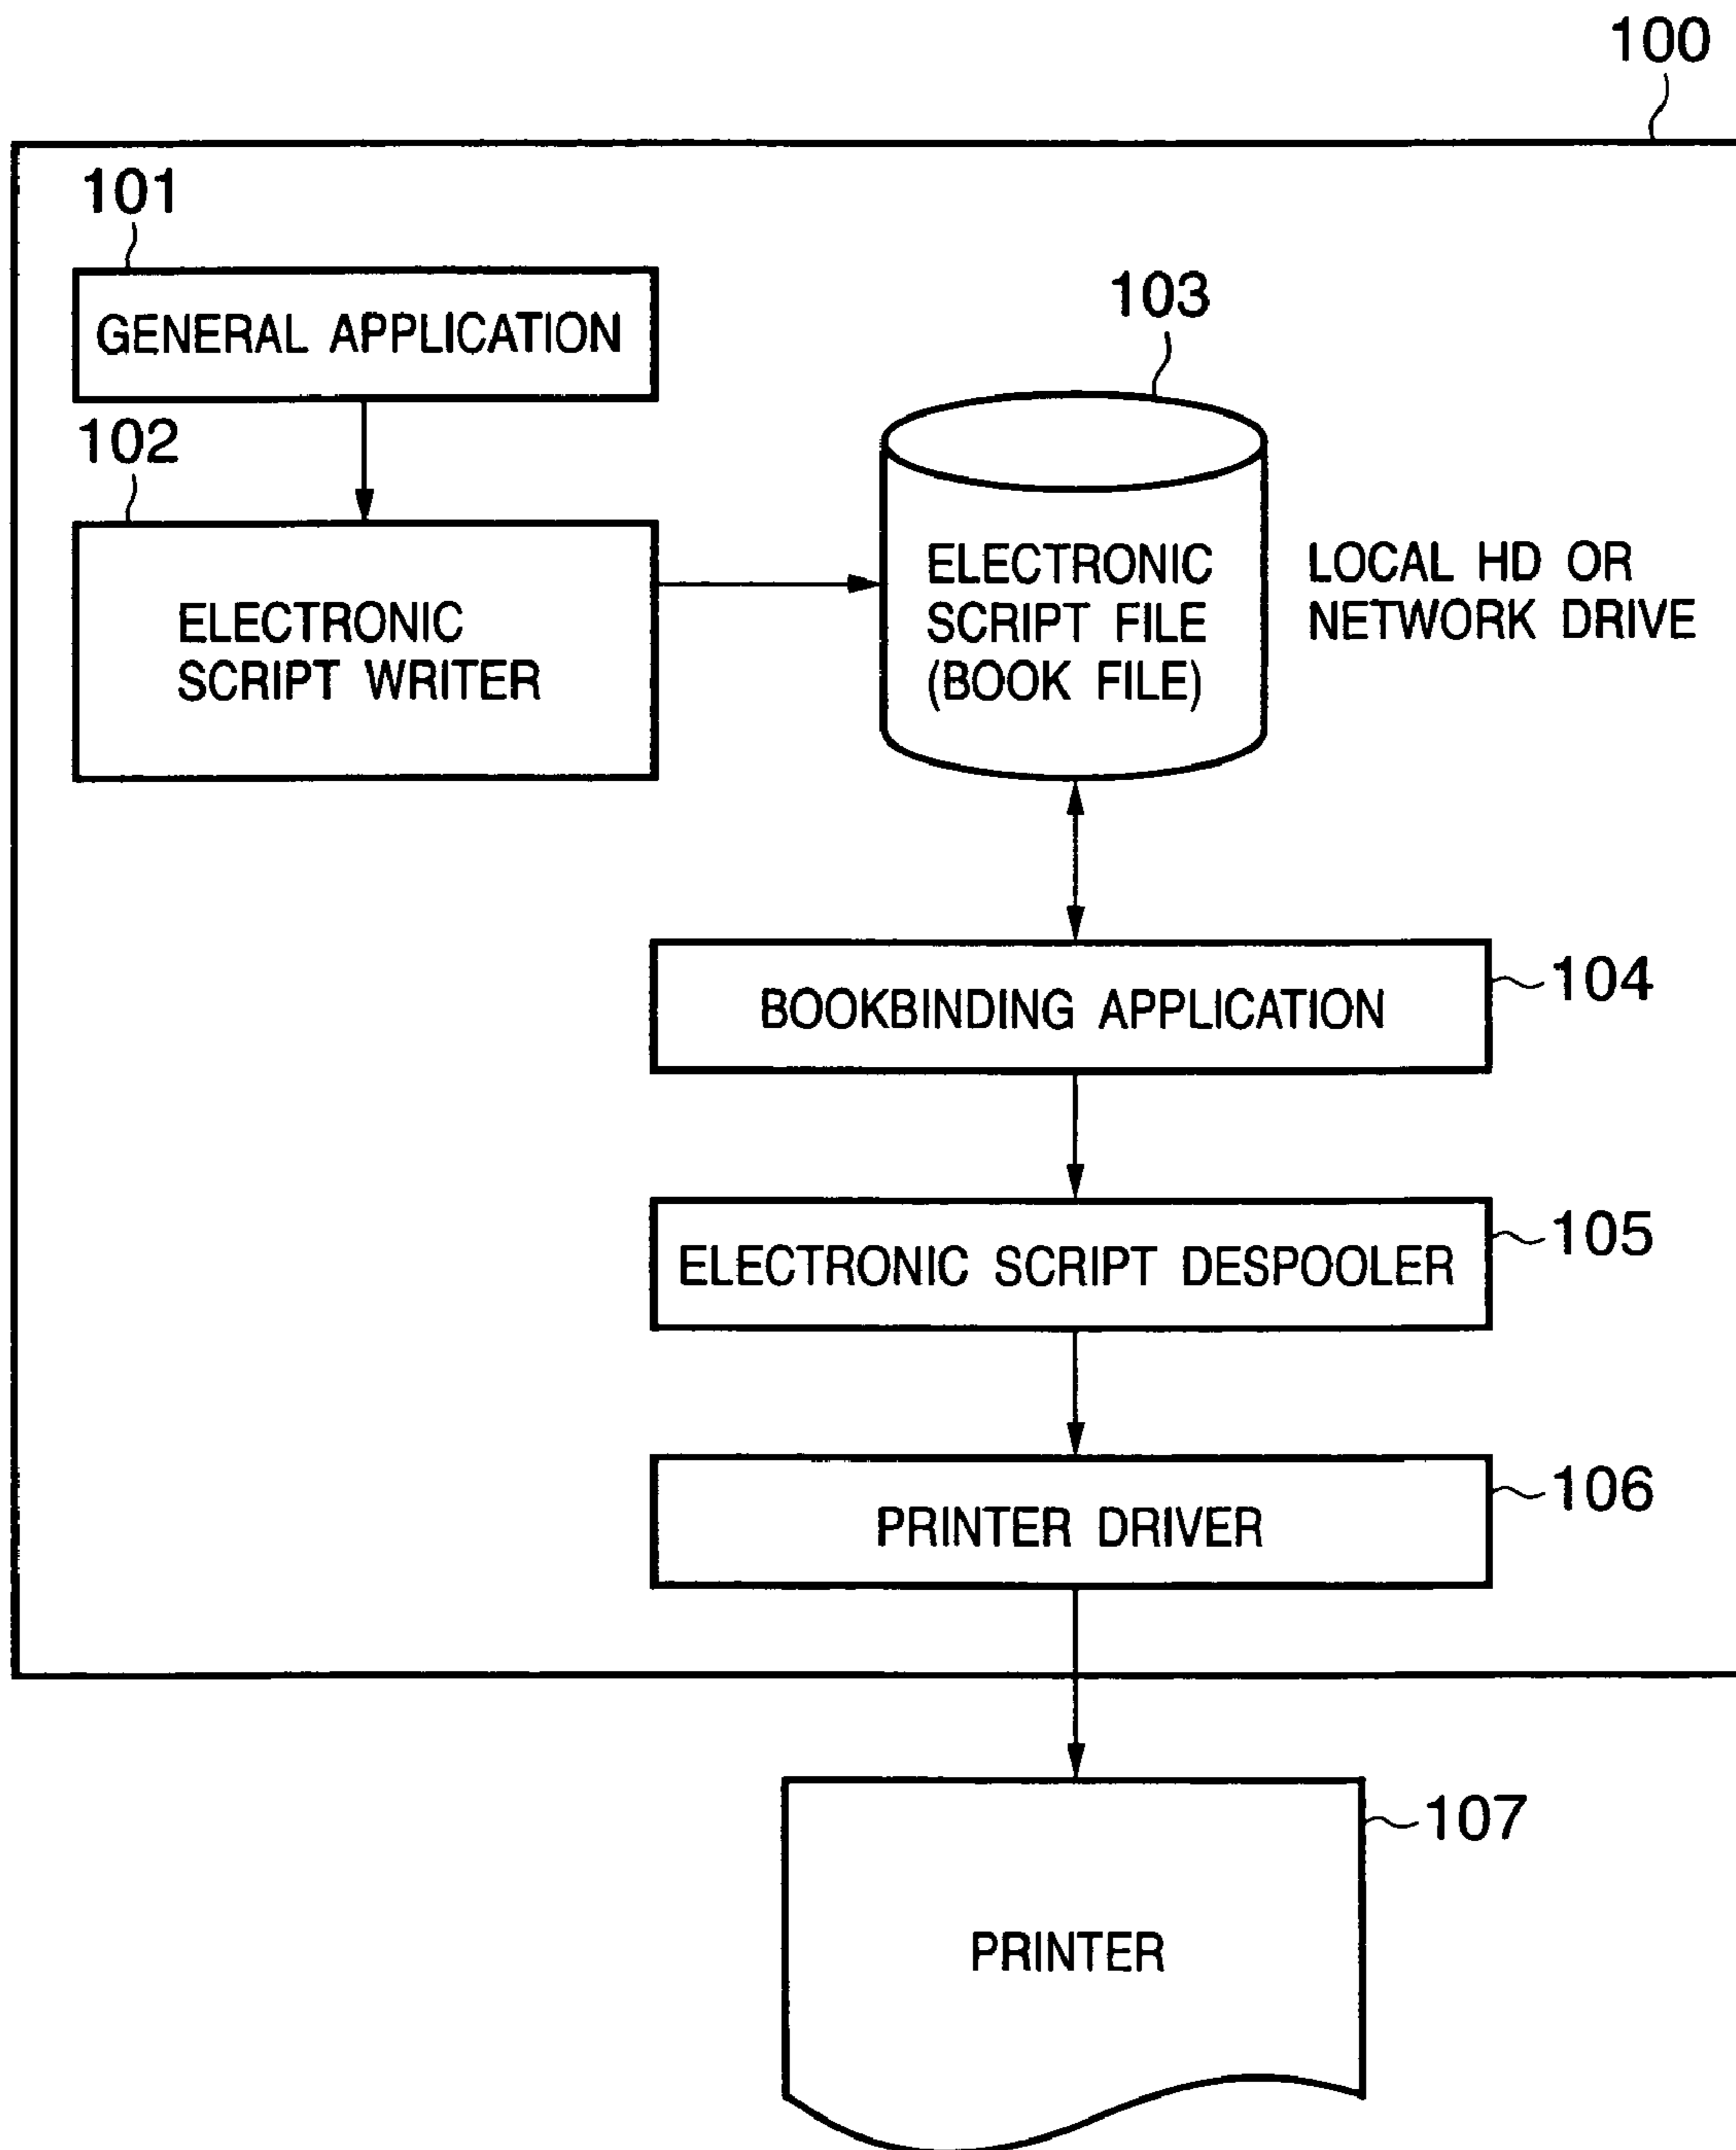 100
101
GENERAL APPLICATION
102
ELECTRONIC
SCRIPT WRITER
103
ELECTRONIC
SCRIPT FILE
(BOOK FILE)
LOCAL HD OR
NETWORK DRIVE
BOOKBINDING APPLICATION
104
ELECTRONIC SCRIPT DESPOOLER
105
PRINTER DRIVER
106
PRINTER
107